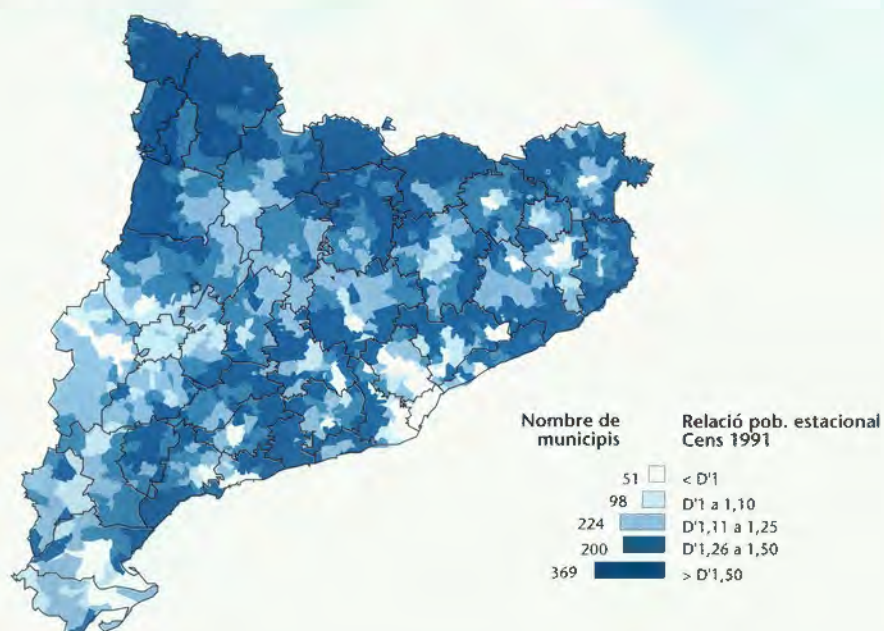 Nombre de municipis
Relació pob. estacional
Cens 1991
51 < D'1
98 D'1 a 1,10
224 D'1,11 a 1,25
200 D'1,26 a 1,50
369 > D'1,50